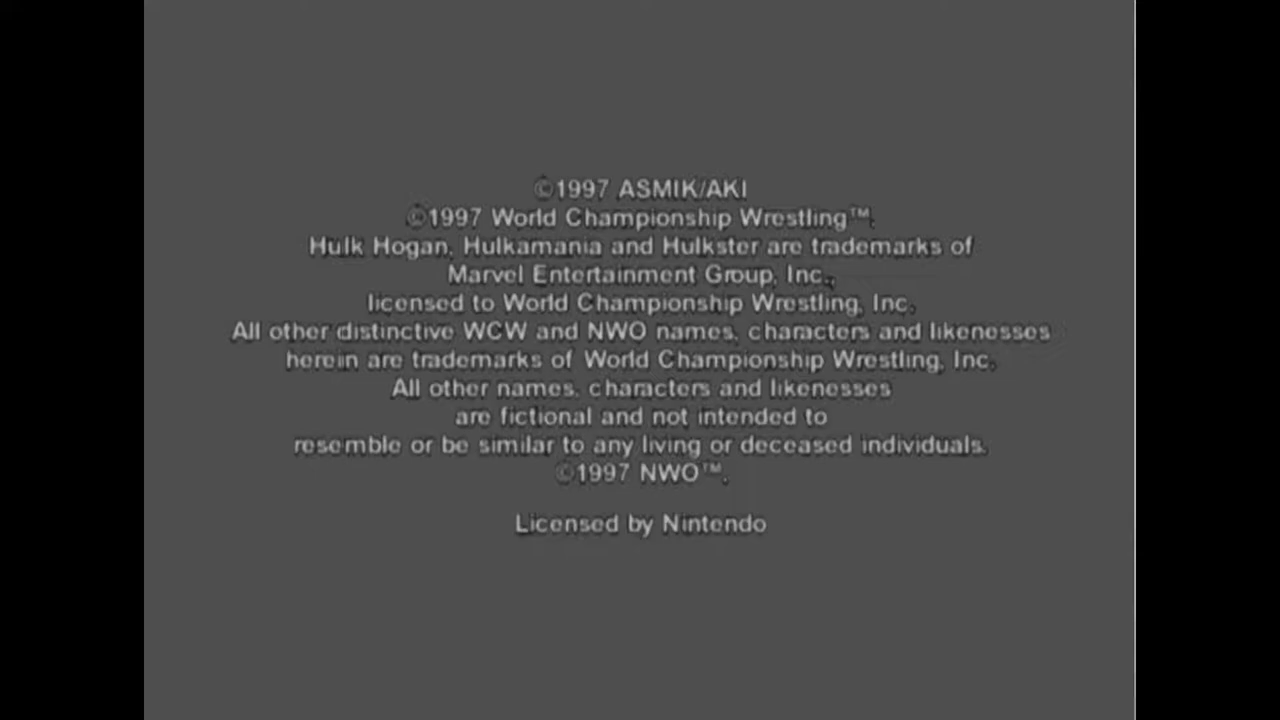 ©1997 ASMIK/AKI
©1997 World Championship Wrestling™.
Hulk Hogan, Hulkamania and Hulkster are trademarks of
Marvel Entertainment Group, Inc.,
licensed to World Championship Wrestling, Inc.
All other distinctive WCW and NWO names, characters and likenesses
herein are trademarks of World Championship Wrestling, Inc.
All other names, characters and likenesses
are fictional and not intended to
resemble or be similar to any living or deceased individuals.
©1997 NWO™.
Licensed by Nintendo